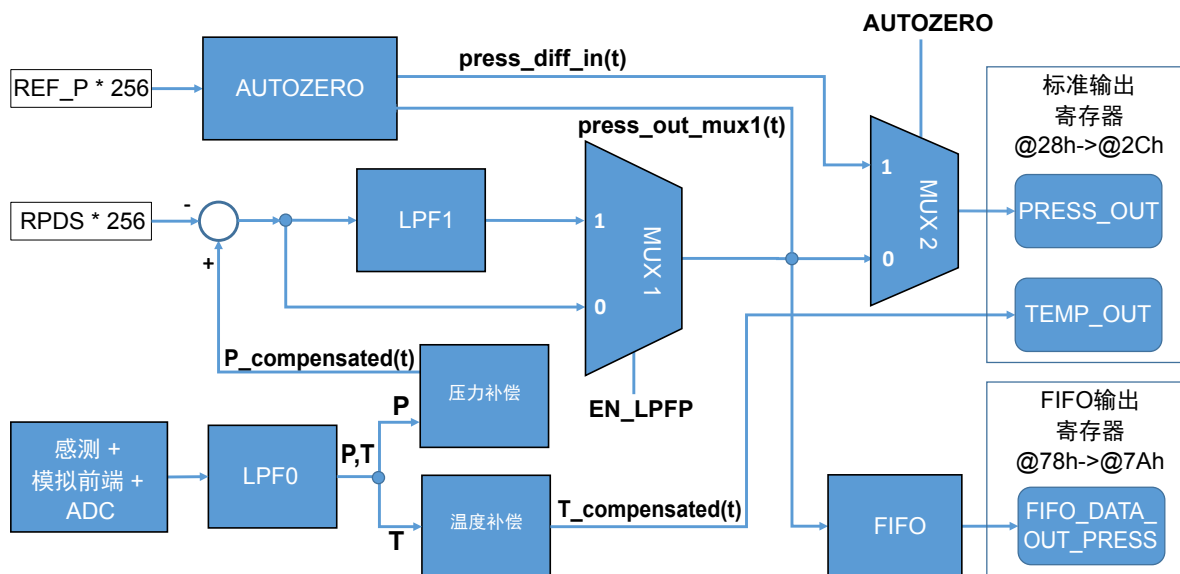 AUTOZERO
REF_P * 256
AUTOZERO
press_diff_in(t)
press_out_mux1(t)
标准输出
寄存器
@28h->@2Ch
RPDS * 256
-
+
LPF1
1
0
MUX 1
1
0
MUX 2
PRESS_OUT
TEMP_OUT
P_compensated(t)
压力补偿
EN_LPFP
感测 +
模拟前端 +
ADC
LPF0
P,T
P
T
温度补偿
T_compensated(t)
FIFO
FIFO输出
寄存器
@78h->@7Ah
FIFO_DATA_
OUT_PRESS